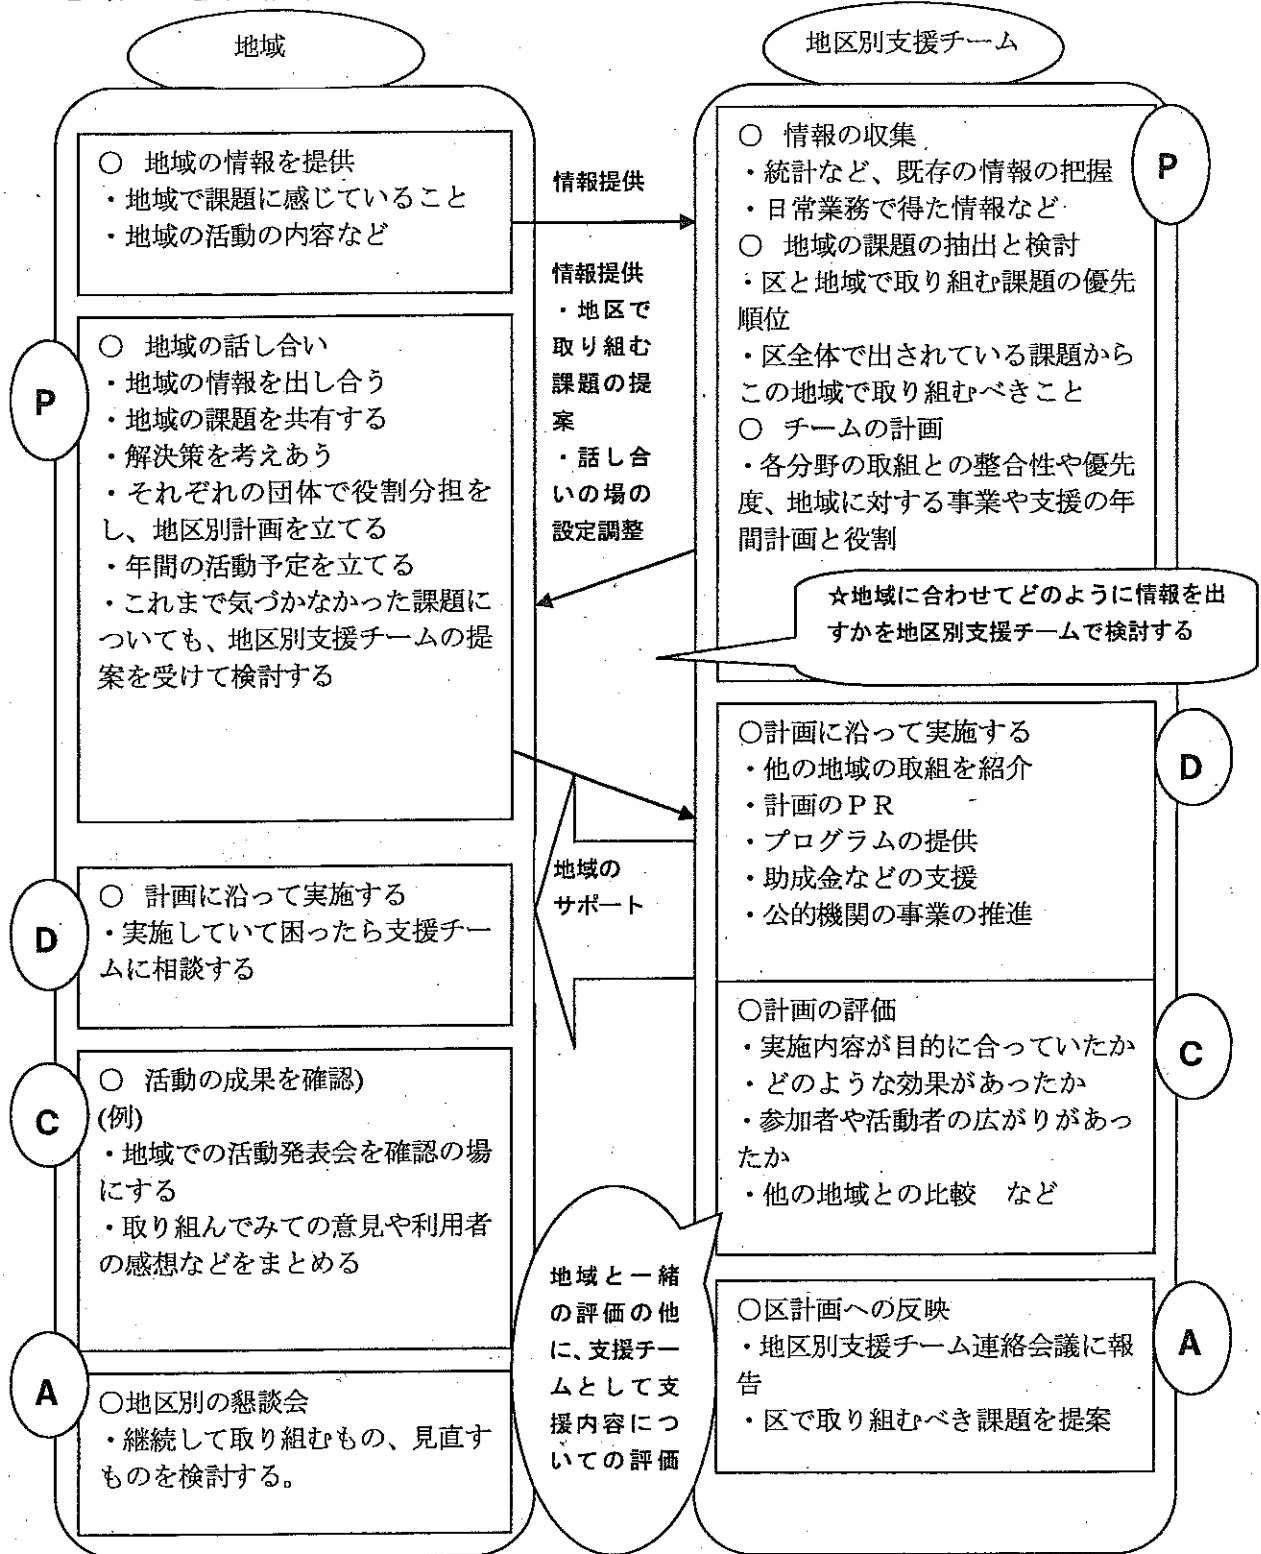 地域
○ 地域の情報を提供
・地域で課題に感じていること
・地域の活動の内容など
P
○ 地域の話し合い
・地域の情報を出し合う
・地域の課題を共有する
・解決策を考えあう
・それぞれの団体で役割分担を
し、地区別計画を立てる
・年間の活動予定を立てる
・これまで気づかなかった課題に
ついても、地区別支援チームの提
案を受けて検討する
D
○ 計画に沿って実施する
・実施していて困ったら支援チー
ムに相談する
C
○ 活動の成果を確認)
(例)
・地域での活動発表会を確認の場
にする
・取り組んでみての意見や利用者
の感想などをまとめる
A
○地区別の懇談会
・継続して取り組むもの、見直す
ものを検討する。
情報提供
情報提供
・地区で
取り組む
課題の提
案
・話し合
いの場の
設定調整
地域の
サポート
地域と一緒
の評価の他
に、支援チー
ムとして支
援内容につ
いての評価
地区別支援チーム
P
○ 情報の収集
・統計など、既存の情報の把握
・日常業務で得た情報など
○ 地域の課題の抽出と検討
・区と地域で取り組む課題の優先
順位
・区全体で出されている課題から
この地域で取り組むべきこと
○ チームの計画
・各分野の取組との整合性や優先
度、地域に対する事業や支援の年
間計画と役割
☆地域に合わせてどのように情報を出
すかを地区別支援チームで検討する
D
○計画に沿って実施する
・他の地域の取組を紹介
・計画のＰＲ
・プログラムの提供
・助成金などの支援
・公的機関の事業の推進
C
○計画の評価
・実施内容が目的に合っていたか
・どのような効果があったか
・参加者や活動者の広がりがあっ
たか
・他の地域との比較　など
A
○区計画への反映
・地区別支援チーム連絡会議に報
告
・区で取り組むべき課題を提案